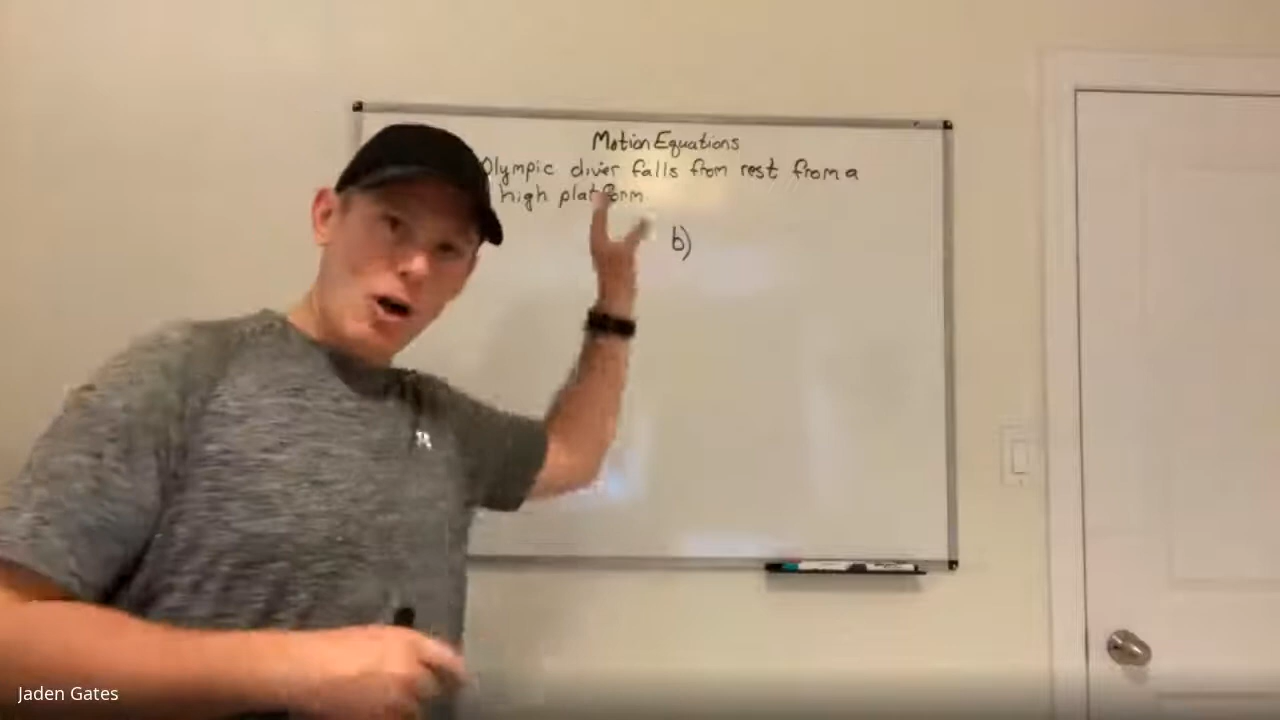 Motion Equations
Olympic diver falls from rest from a
high platform
b)
Jaden Gates